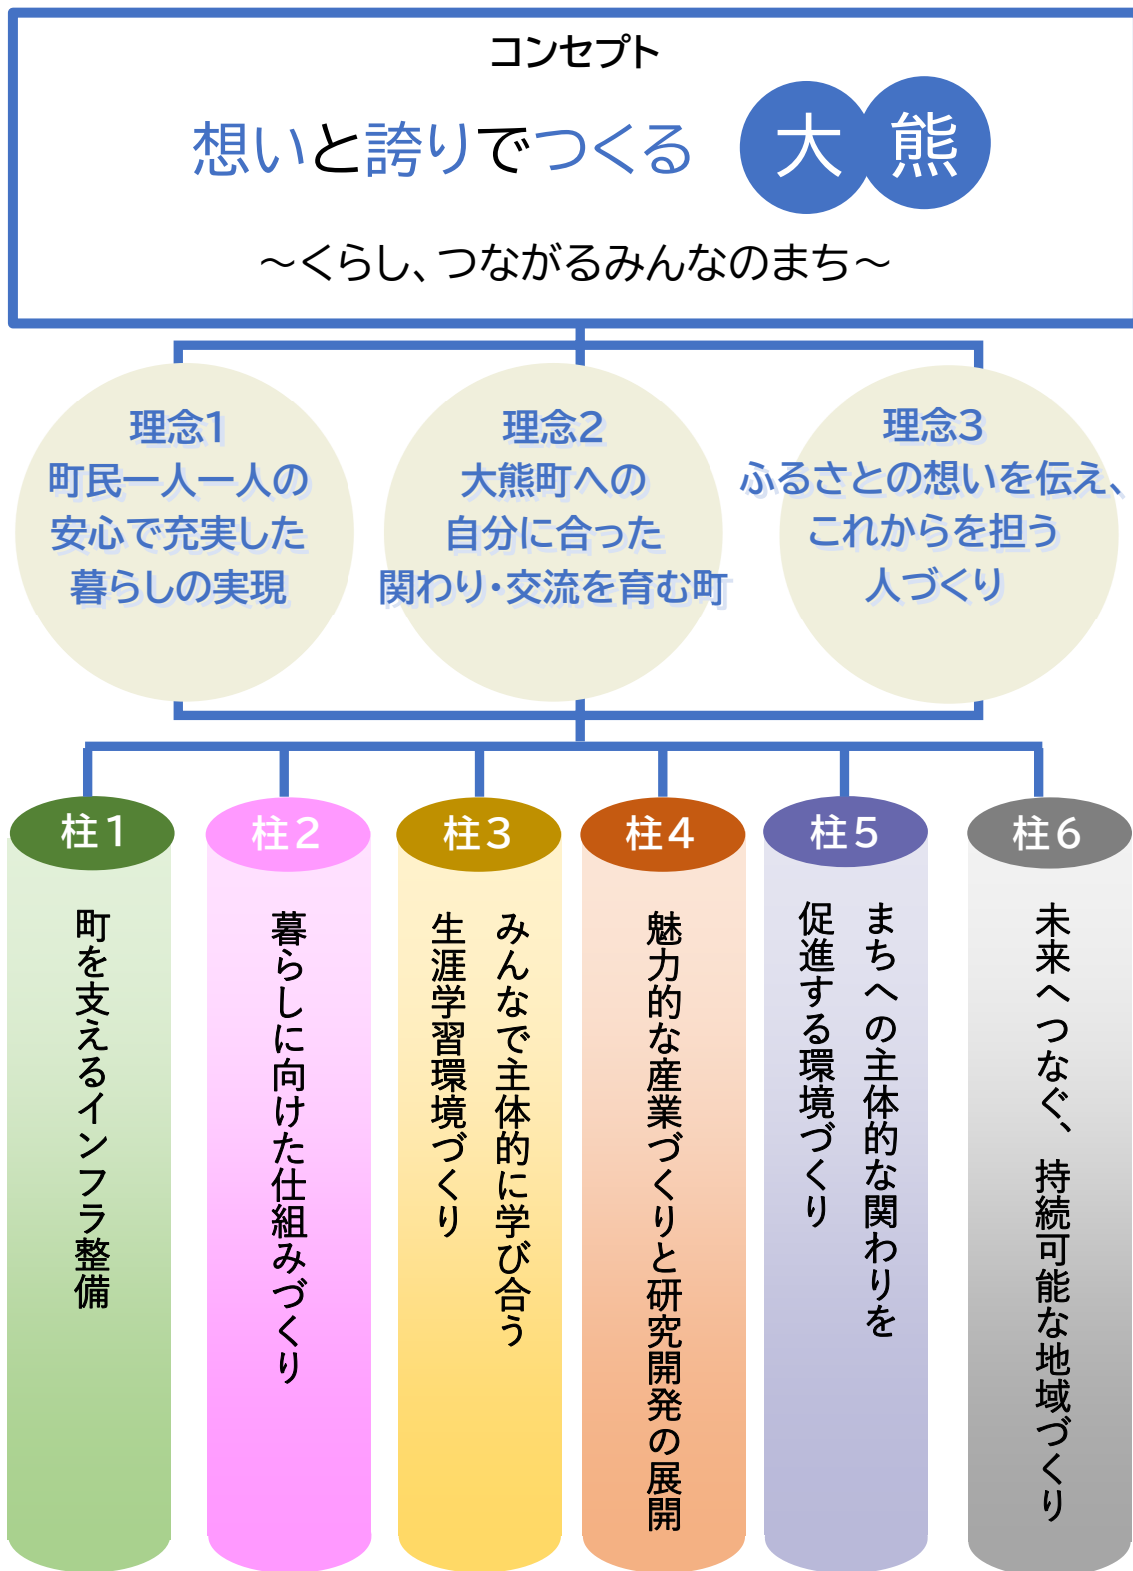 コンセプト
想いと誇りでつくる 大熊
～くらし、つながるみんなのまち～
理念1
町民一人一人の
安心で充実した
暮らしの実現
理念2
大熊町への
自分に合った
関わり・交流を育む町
理念3
ふるさとの想いを伝え、
これからを担う
人づくり
柱1
町を支えるインフラ整備
柱2
暮らしに向けた仕組みづくり
柱3
みんなで主体的に学び合う
生涯学習環境づくり
柱4
魅力的な産業づくりと研究開発の展開
柱5
まちへの主体的な関わりを
促進する環境づくり
柱6
未来へつなぐ、持続可能な地域づくり